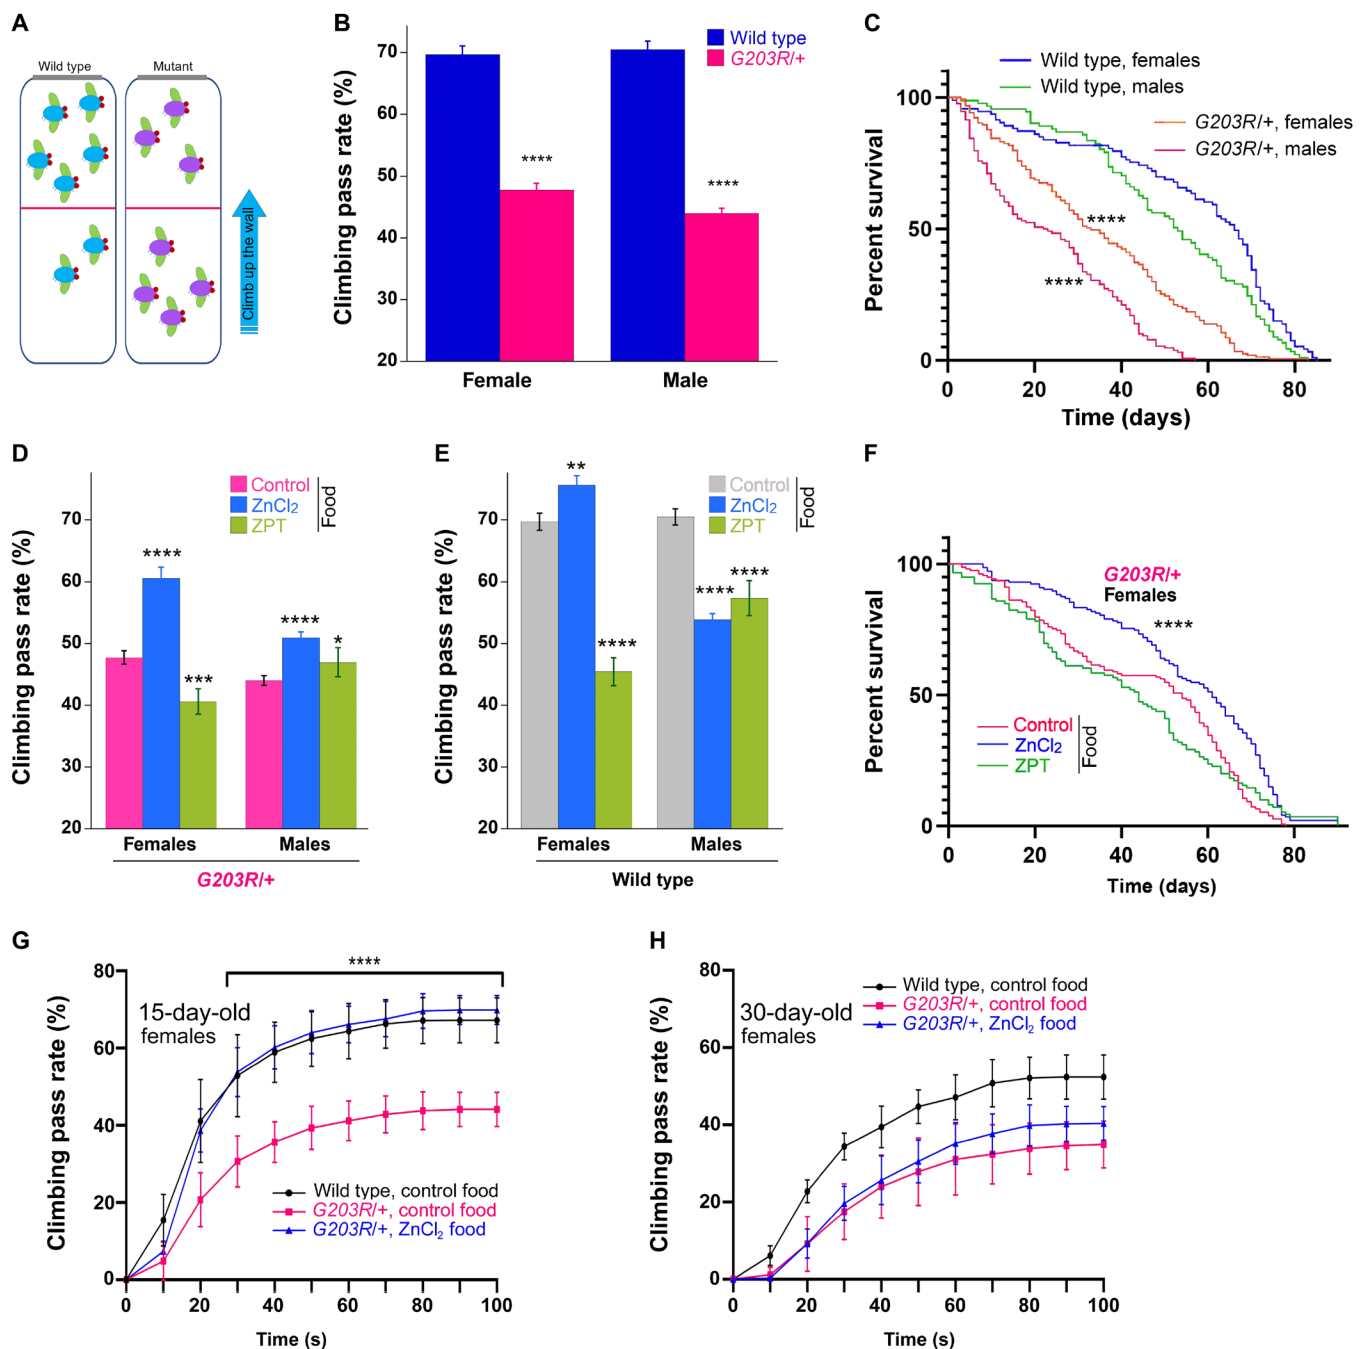 A
Wild type
Mutant
Climb up the wall
B
Climbing pass rate (%)
70
60
50
40
30
20
Wild type
G203R/+
****
****
Female
Male
C
Percent survival
100
50
0
Wild type, females
Wild type, males
G203R/+, females
G203R/+, males
****
****
0
20
40
60
80
Time (days)
D
Climbing pass rate (%)
70
60
50
40
30
20
Control
ZnCl2
ZPT
Food
****
***
****
*
Females
Males
G203R/+
E
Climbing pass rate (%)
70
60
50
40
30
20
Control
ZnCl2
ZPT
Food
**
****
****
****
Females
Males
Wild type
F
Percent survival
100
50
0
G203R/+
Females
****
Control
ZnCl2
ZPT
Food
0
20
40
60
80
Time (days)
G
Climbing pass rate (%)
80
60
40
20
0
****
15-day-old
females
Wild type, control food
G203R/+, control food
G203R/+, ZnCl2 food
0
20
40
60
80
100
Time (s)
H
Climbing pass rate (%)
80
60
40
20
0
30-day-old
females
Wild type, control food
G203R/+, control food
G203R/+, ZnCl2 food
0
20
40
60
80
100
Time (s)